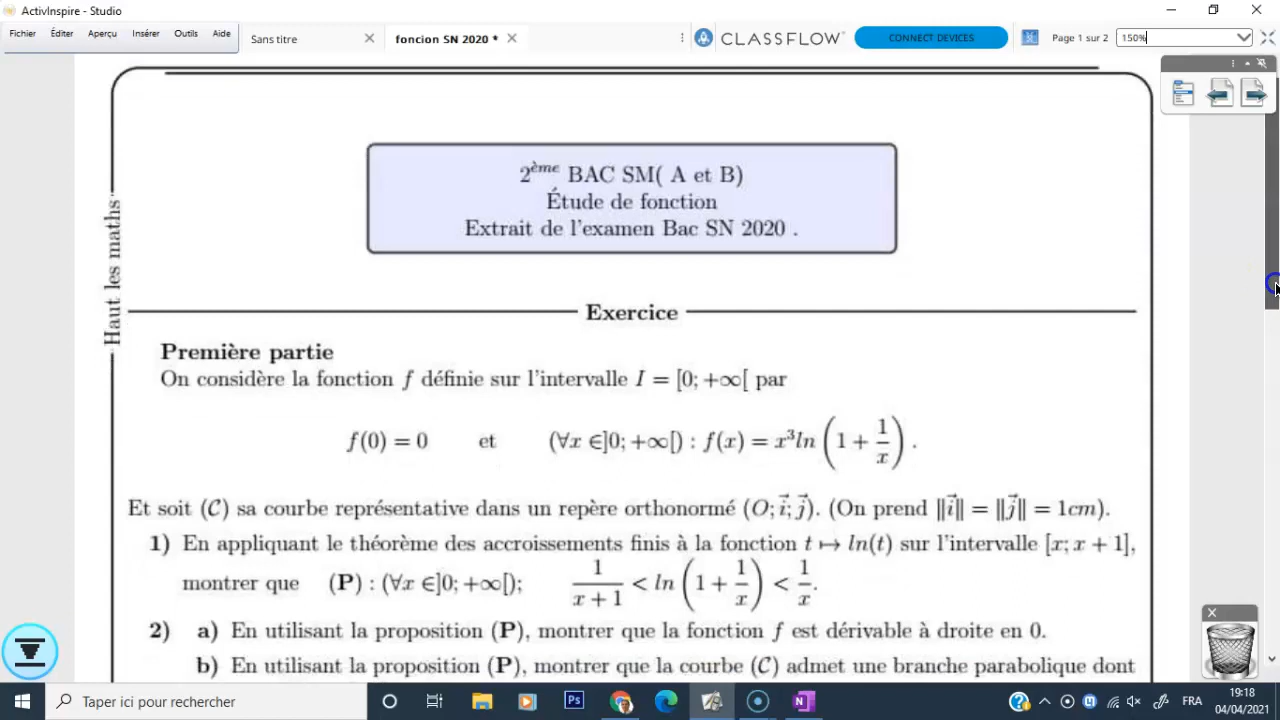 ActivInspire - Studio
Fichier Éditer Aperçu Insérer Outils Aide
Sans titre
foncion SN 2020 *
CLASSFLOW
CONNECT DEVICES
Page 1 sur 2
150%
Haut les maths
2ème BAC SM( A et B)
Étude de fonction
Extrait de l'examen Bac SN 2020 .
Exercice
Première partie
On considère la fonction f définie sur l'intervalle I = [0; +∞[ par
f(0) = 0 et (∀x ∈]0; +∞[) : f(x) = x³ln(1 + 1/x) .
Et soit (C) sa courbe représentative dans un repère orthonormé (O; i⃗; j⃗). (On prend ‖i⃗‖ = ‖j⃗‖ = 1cm).
1) En appliquant le théorème des accroissements finis à la fonction t ↦ ln(t) sur l'intervalle [x; x + 1],
montrer que (P) : (∀x ∈]0; +∞[); 1/(x + 1) < ln(1 + 1/x) < 1/x.
2) a) En utilisant la proposition (P), montrer que la fonction f est dérivable à droite en 0.
b) En utilisant la proposition (P), montrer que la courbe (C) admet une branche parabolique dont
Taper ici pour rechercher
Ps
N
FRA
19:18
04/04/2021